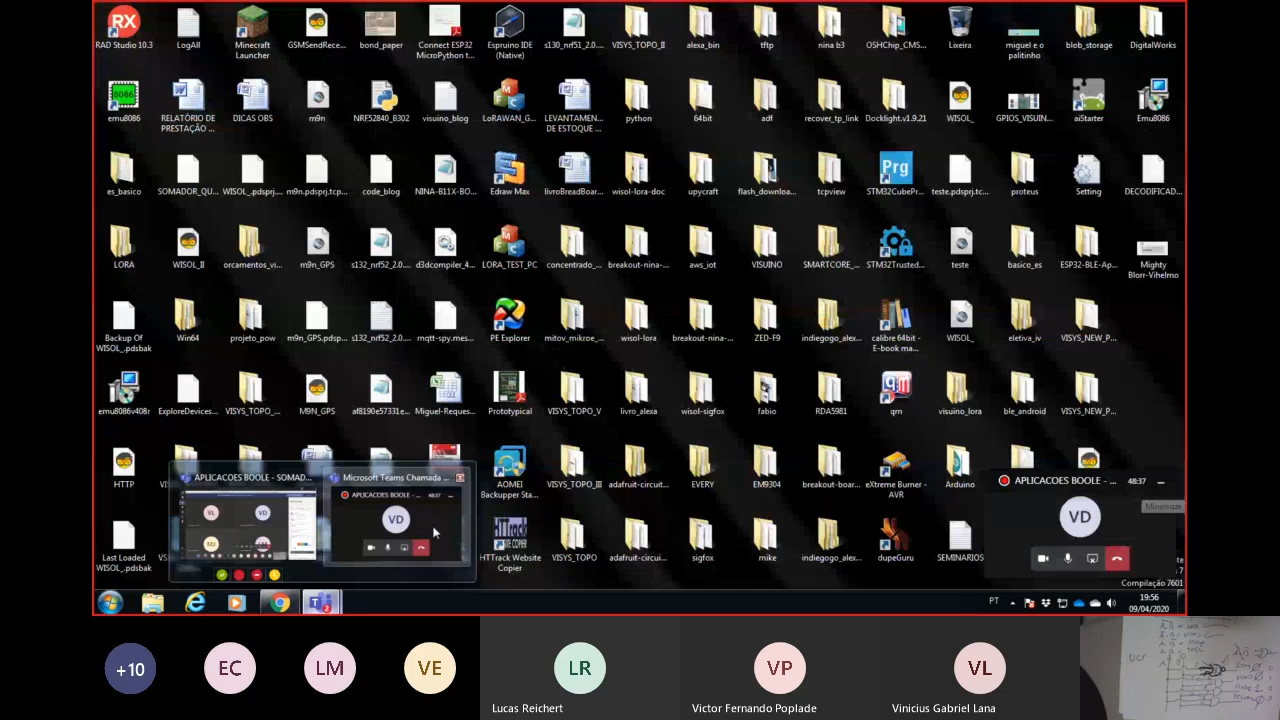 RAD Studio 10.3
LogAll
Minecraft
Launcher
GSMSendRece...
bond_paper
Connect ESP32
MicroPython t...
Espruino IDE
(Native)
s130_nrf51_2.0....
VISYS_TOPO_II
alexa_bin
tftp
nina b3
OSHChip_CMS...
Lixeira
miguel e o
palitinho
blob_storage
DigitalWorks
emu8086
RELATÓRIO DE
PRESTAÇÃO ...
DICAS OBS
m9n
NRF52840_B302
visuino_blog
LoRAWAN_G...
LEVANTAMEN...
DE ESTOQUE ...
python
64bit
adf
recover_tp_link
Docklight.v1.9.21
WISOL_
GPIOS_VISUIN...
aiStarter
Emu8086
es_basico
SOMADOR_QU...
WISOL_.pdsprj...
m9n.pdsprj.tcp...
code_blog
NINA-B11X-BO...
Edraw Max
livroBreadBoar...
wisol-lora-doc
upycraft
flash_downloa...
tcpview
Prg
STM32CubePr...
teste.pdsprj.tc...
proteus
Setting
DECODIFICAD...
LORA
WISOL_II
orcamentos_vi...
m9n_GPS
s132_nrf52_2.0....
d3dcompiler_4...
LORA_TEST_PC
concentrado_...
breakout-nina-...
aws_iot
VISUINO
SMARTCORE_...
STM32Trusted...
teste
basico_es
ESP32-BLE-Ap...
Mighty
Blorr-Vihelmo
Backup Of
WISOL_.pdsbak
Win64
projeto_pow
m9n_GPS.pdsp...
s132_nrf52_2.0....
mqtt-spy.mes...
PE Explorer
mitov_mikroe_...
wisol-lora
breakout-nina-...
ZED-F9
indiegogo_alex...
calibre 64bit -
E-book ma...
WISOL_
eletiva_iv
VISYS_NEW_P...
emu8086v408r
ExploreDevices...
VISYS_TOPO_...
M9N_GPS
af8190e57331e...
Miguel-Reques...
Prototypical
VISYS_TOPO_V
livro_alexa
wisol-sigfox
fabio
RDA5981
qm
visuino_lora
ble_android
VISYS_NEW_P...
HTTP
AOMEI
Backupper Sta...
VISYS_TOPO_III
adafruit-circuit...
EVERY
EM9304
breakout-boar...
eXtreme Burner -
AVR
Arduino
APLICACOES BOOLE - SOMAD...
Microsoft Teams Chamada ...
APLICACOES BOOLE - ...
48:37
VD
APLICACOES BOOLE - ...
48:37
VD
Minimizar
Last Loaded
WISOL_.pdsbak
HTTrack Website
Copier
VISYS_TOPO
adafruit-circui...
sigfox
mike
indiegogo_alex...
dupeGuru
SEMINARIOS
Compilação 7601
PT
19:56
09/04/2020
+10
EC
LM
VE
LR
VP
VL
Lucas Reichert
Victor Fernando Poplade
Vinicius Gabriel Lana